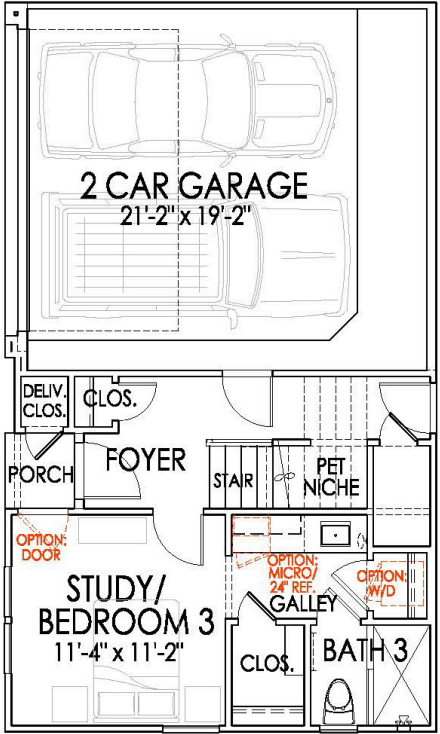 2 CAR GARAGE
21'-2" x 19'-2"
DELIV.
CLOS.
CLOS.
PORCH
FOYER
STAIR
PET
NICHE
OPTION:
DOOR
OPTION:
MICRO/
24" REF.
GALLEY
OPTION:
W/D
STUDY/
BEDROOM 3
11'-4" x 11'-2"
CLOS.
BATH 3